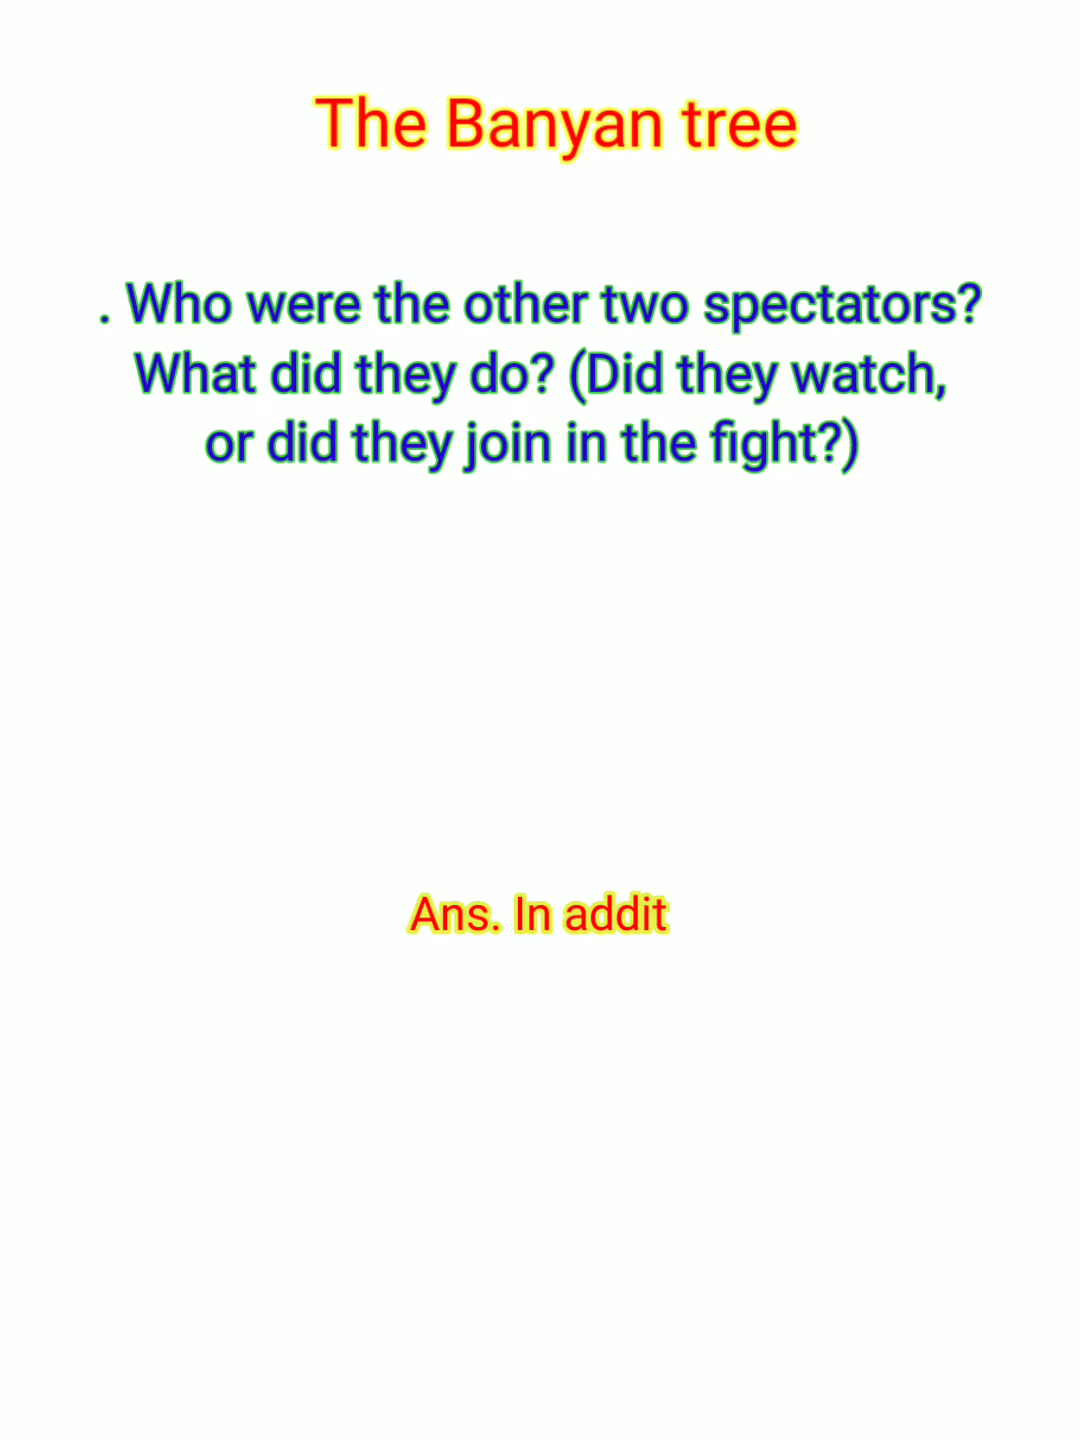 The Banyan tree
. Who were the other two spectators?
What did they do? (Did they watch,
or did they join in the fight?)
Ans. In addit